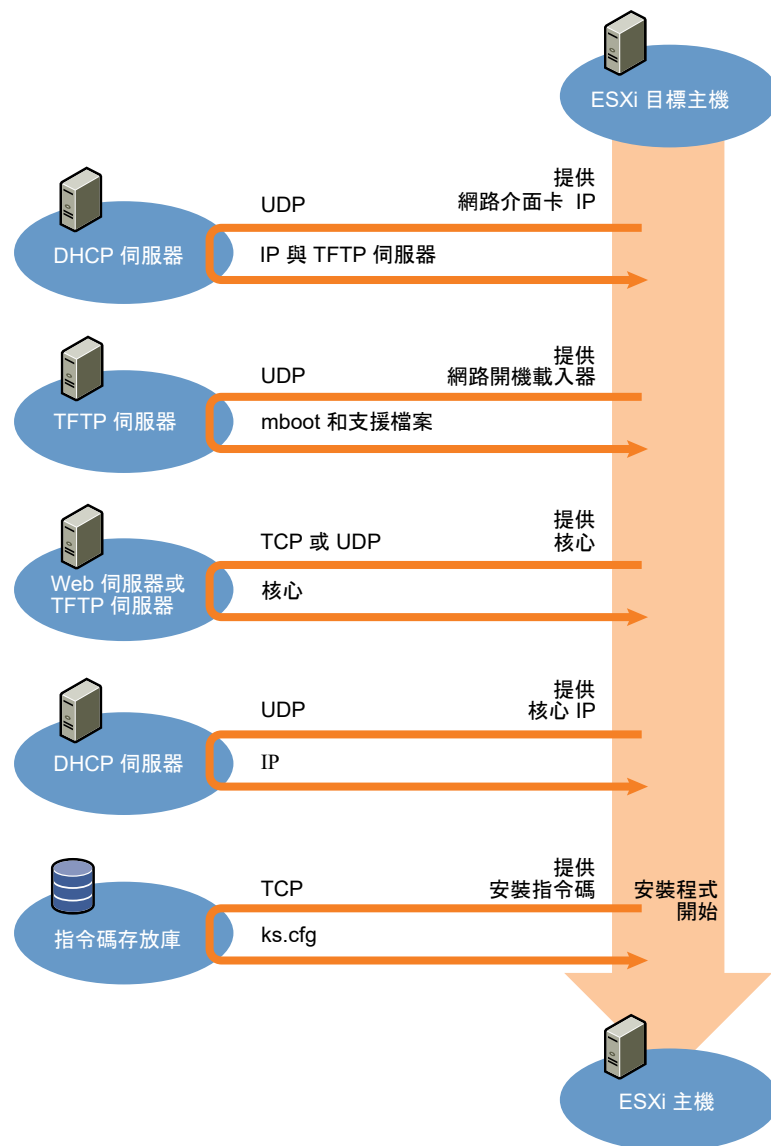 ESXi 目標主機
提供
網路介面卡 IP
UDP
DHCP 伺服器
IP 與 TFTP 伺服器
提供
網路開機載入器
UDP
TFTP 伺服器
mboot 和支援檔案
提供
核心
TCP 或 UDP
Web 伺服器或
TFTP 伺服器
核心
提供
核心 IP
UDP
DHCP 伺服器
IP
提供
安裝指令碼
TCP
安裝程式
開始
指令碼存放庫
ks.cfg
ESXi 主機